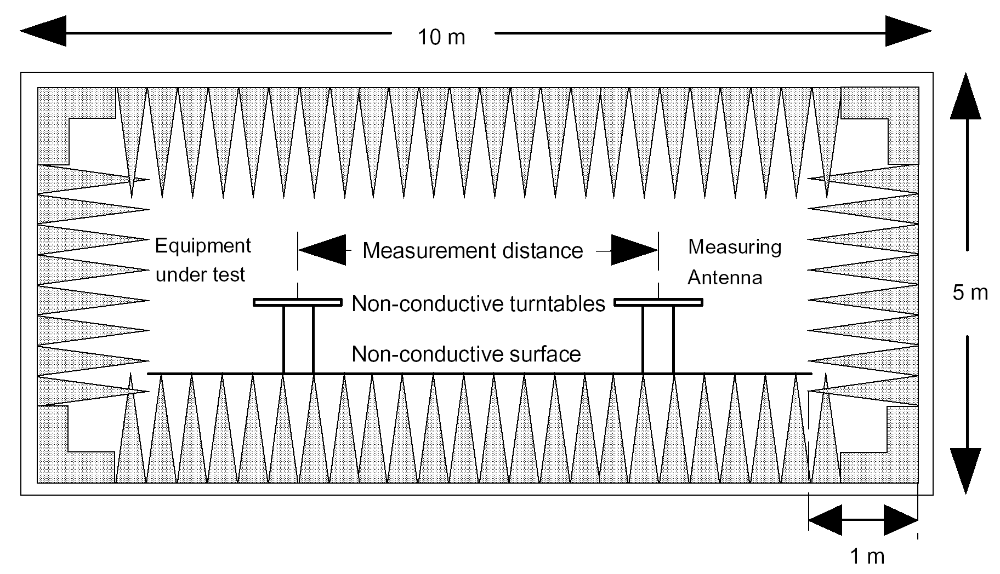 10 m
Equipment
under test
Measurement distance
Measuring
Antenna
Non-conductive turntables
5 m
Non-conductive surface
1 m